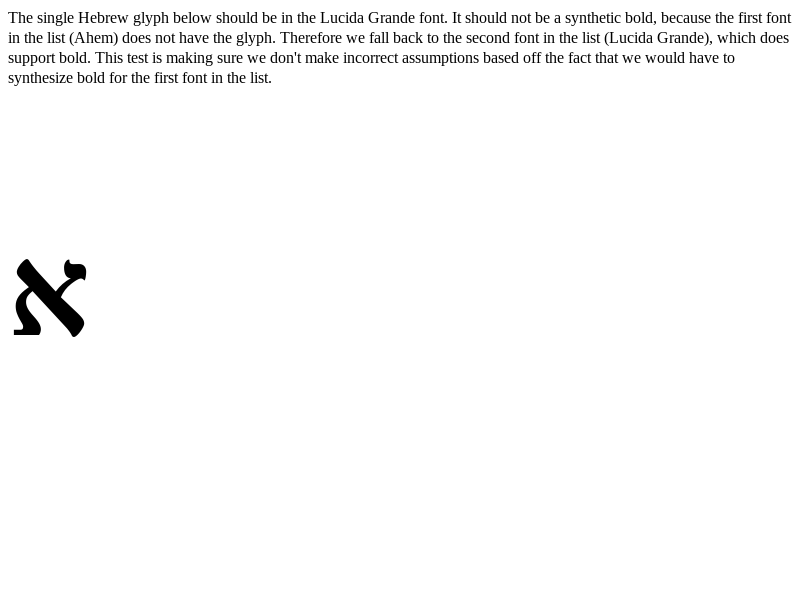 The single Hebrew glyph below should be in the Lucida Grande font. It should not be a synthetic bold, because the first font
in the list (Ahem) does not have the glyph. Therefore we fall back to the second font in the list (Lucida Grande), which does
support bold. This test is making sure we don't make incorrect assumptions based off the fact that we would have to
synthesize bold for the first font in the list.
א